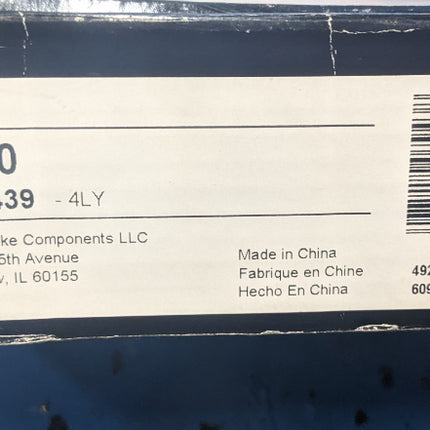 0
439 - 4LY
ke Components LLC
5th Avenue
, IL 60155
Made in China
Fabrique en Chine
Hecho En China
492
609